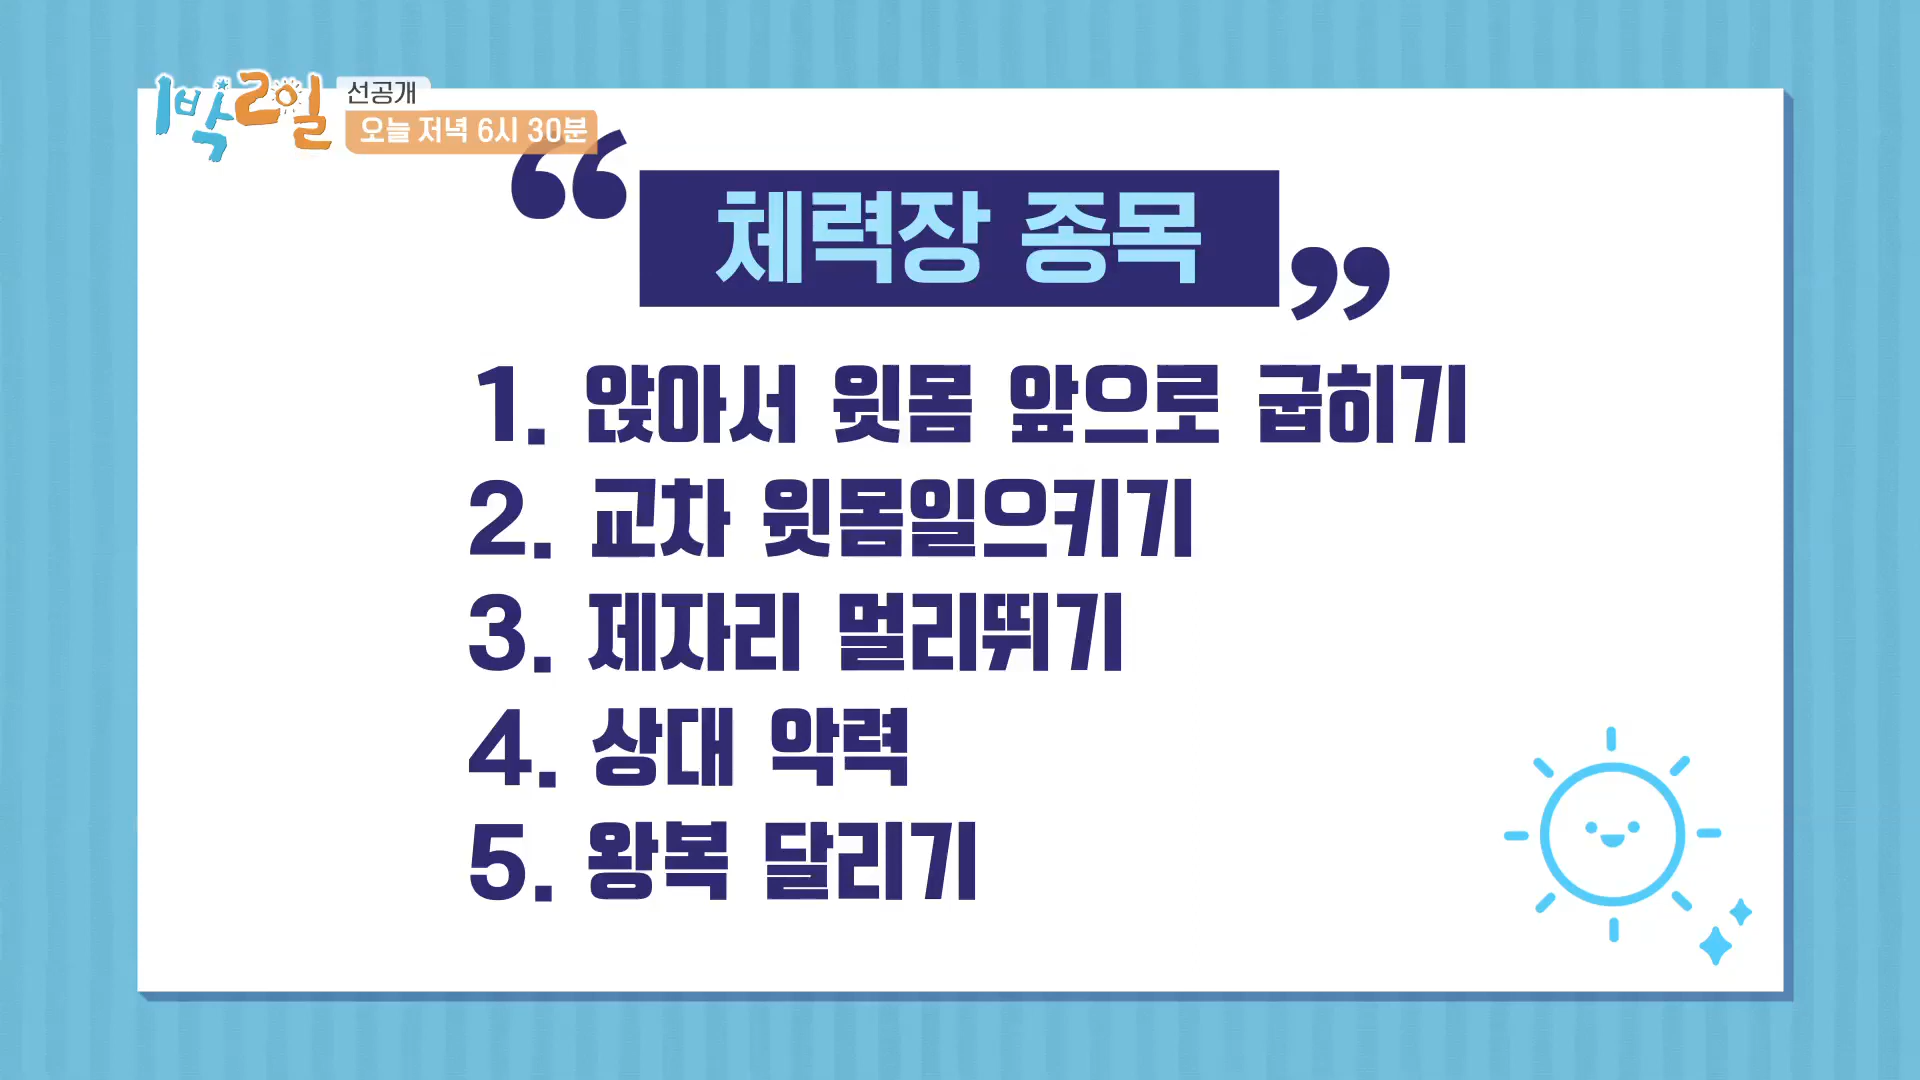 1박2일 선공개
오늘 저녁 6시 30분
“체력장 종목”
1. 앉아서 윗몸 앞으로 굽히기
2. 교차 윗몸일으키기
3. 제자리 멀리뛰기
4. 상대 악력
5. 왕복 달리기